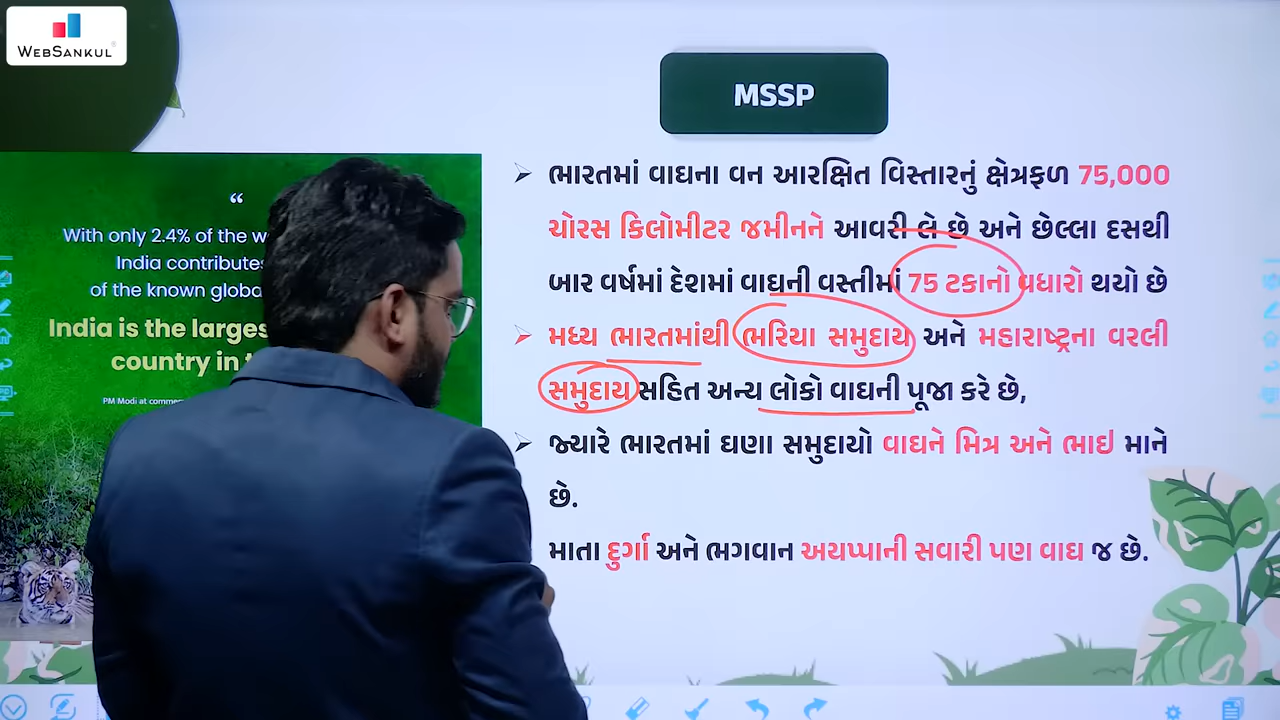 WEBSANKUL
MSSP
“
With only 2.4% of the
India contributes
of the known
India is the
country in
PM Modi at
ભારતમાં વાઘના વન આરક્ષિત વિસ્તારનું ક્ષેત્રફળ 75,000
ચોરસ કિલોમીટર જમીનને આવરી લે છે અને છેલ્લા દસથી
બાર વર્ષમાં દેશમાં વાઘની વસ્તીમાં 75 ટકાનો વધારો થયો છે
મધ્ય ભારતમાંથી ભરિયા સમુદાય અને મહારાષ્ટ્રના વરલી
સમુદાય સહિત અન્ય લોકો વાઘની પૂજા કરે છે,
જ્યારે ભારતમાં ઘણા સમુદાયો વાઘને મિત્ર અને ભાઈ માને
છે.
માતા દુર્ગા અને ભગવાન અયપ્પાની સવારી પણ વાઘ જ છે.